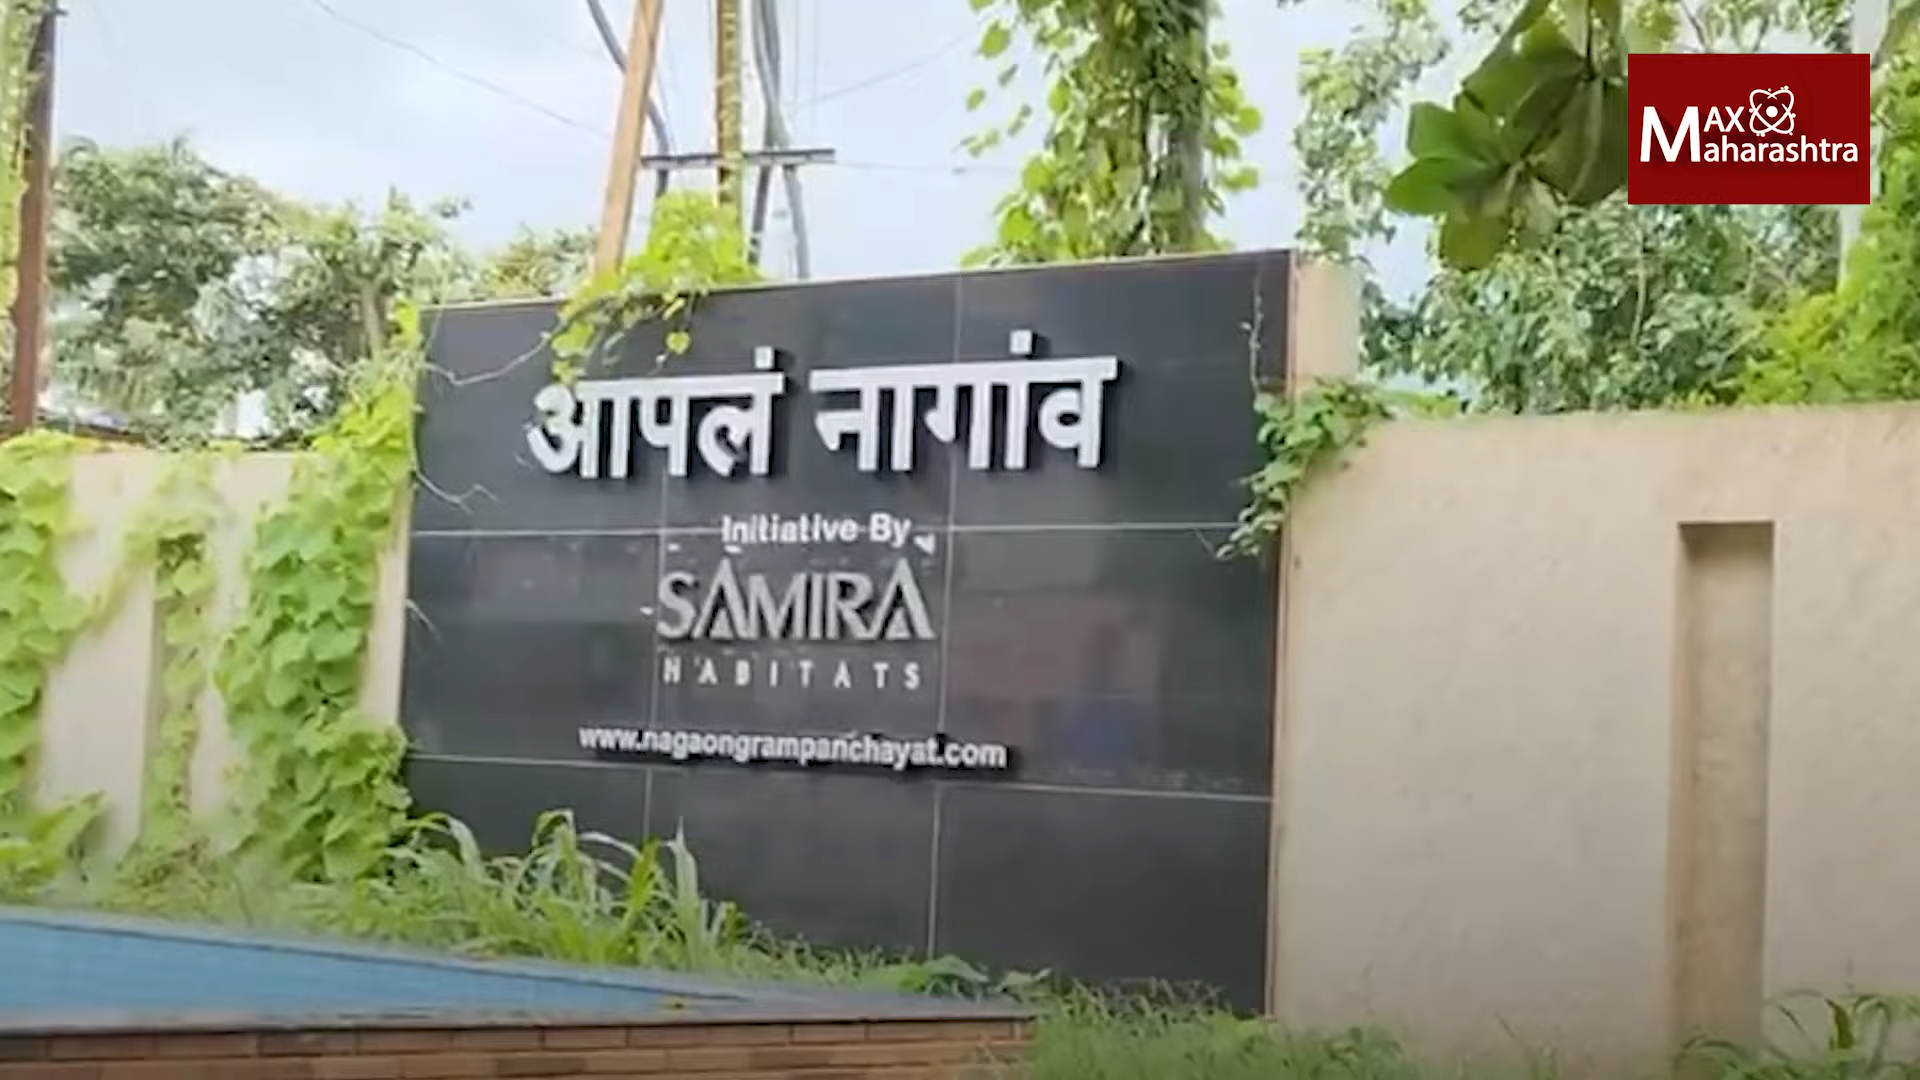 MAX
Maharashtra
आपलं नागांव
Initiative By
SAMIRA
HABITATS
www.nagaongrampanchayat.com